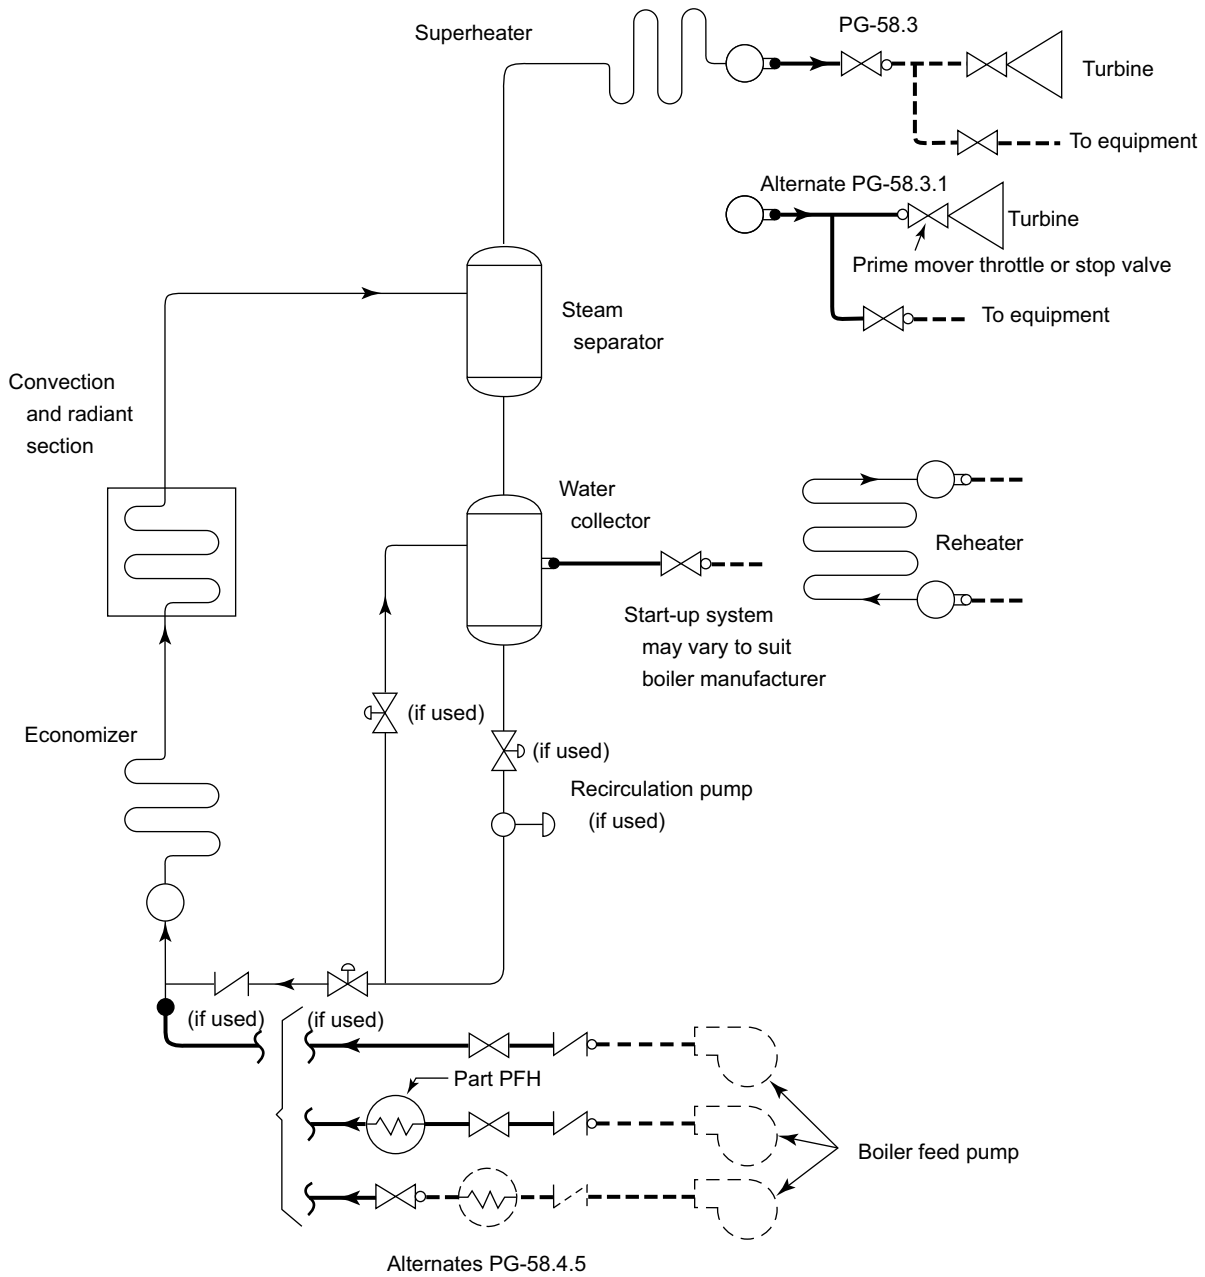 Superheater
PG-58.3
Turbine
To equipment
Alternate PG-58.3.1
Turbine
Prime mover throttle or stop valve
To equipment
Steam
separator
Convection
and radiant
section
Water
collector
Reheater
Start-up system
may vary to suit
boiler manufacturer
(if used)
Economizer
(if used)
Recirculation pump
(if used)
(if used)
(if used)
Part PFH
Boiler feed pump
Alternates PG-58.4.5